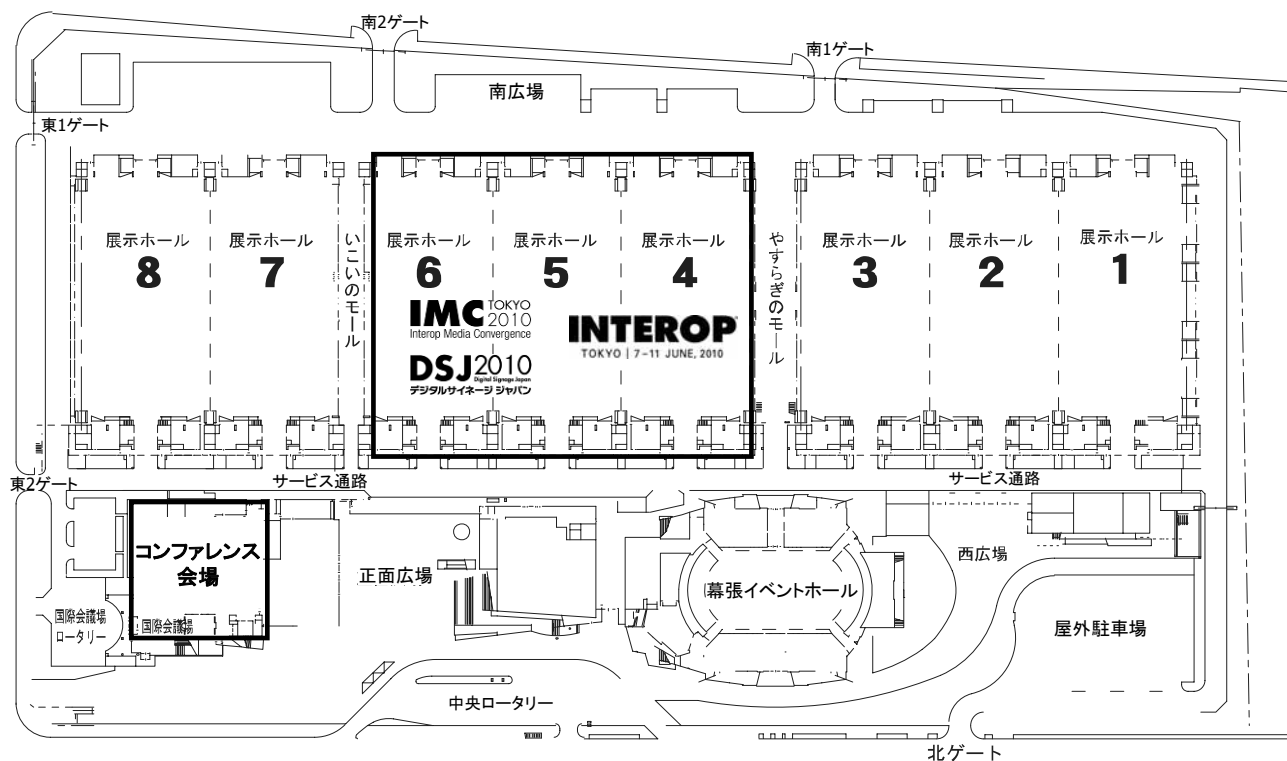 南2ゲート
南1ゲート
南広場
東1ゲート
展示ホール
8
展示ホール
7
いこいのモール
展示ホール
6
展示ホール
5
展示ホール
4
やすらぎのモール
展示ホール
3
展示ホール
2
展示ホール
1
IMC TOKYO 2010
Interop Media Convergence
DSJ2010
Digital Signage Japan
デジタルサイネージ ジャパン
INTEROP
TOKYO | 7-11 JUNE, 2010
サービス通路
サービス通路
東2ゲート
コンファレンス
会場
正面広場
幕張イベントホール
西広場
国際会議場
ロータリー
国際会議場
屋外駐車場
中央ロータリー
北ゲート